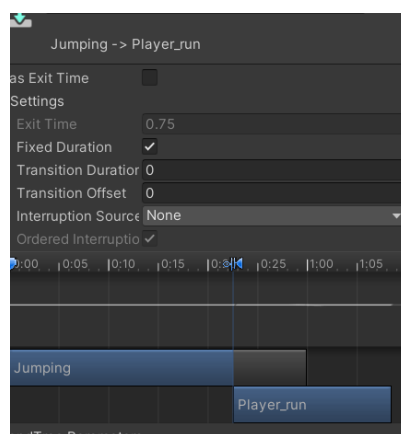 Jumping -> Player_run
as Exit Time
Settings
Exit Time 0.75
Fixed Duration
Transition Duration 0
Transition Offset 0
Interruption Source None
Ordered Interruptio
0:00 0:05 0:10 0:15 0:25 1:00 1:05
Jumping
Player_run